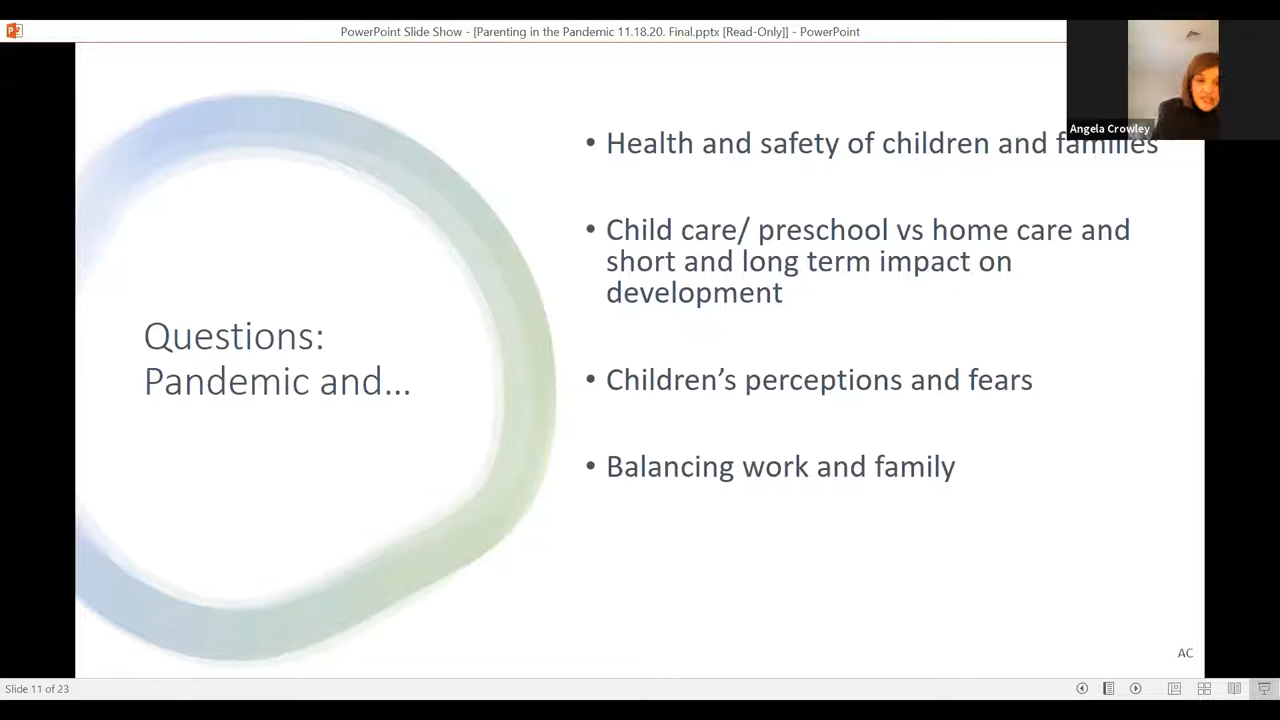 PowerPoint Slide Show - [Parenting in the Pandemic 11.18.20. Final.pptx [Read-Only]] - PowerPoint
Angela Crowley
Questions:
Pandemic and...
• Health and safety of children and families
• Child care/ preschool vs home care and
short and long term impact on
development
• Children's perceptions and fears
• Balancing work and family
AC
Slide 11 of 23